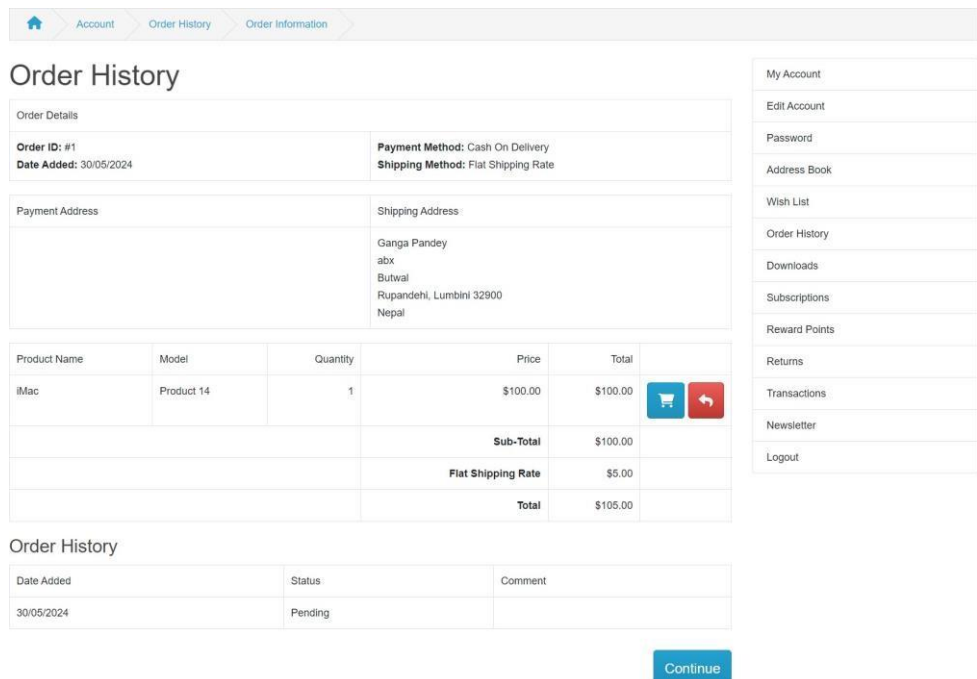 Account Order History Order Information
Order History
Order Details
Order ID: #1
Date Added: 30/05/2024
Payment Method: Cash On Delivery
Shipping Method: Flat Shipping Rate
Payment Address
Shipping Address
Ganga Pandey
abx
Butwal
Rupandehi, Lumbini 32900
Nepal
Product Name Model Quantity Price Total
iMac Product 14 1 $100.00 $100.00
Sub-Total $100.00
Flat Shipping Rate $5.00
Total $105.00
Order History
Date Added Status Comment
30/05/2024 Pending
Continue
My Account
Edit Account
Password
Address Book
Wish List
Order History
Downloads
Subscriptions
Reward Points
Returns
Transactions
Newsletter
Logout